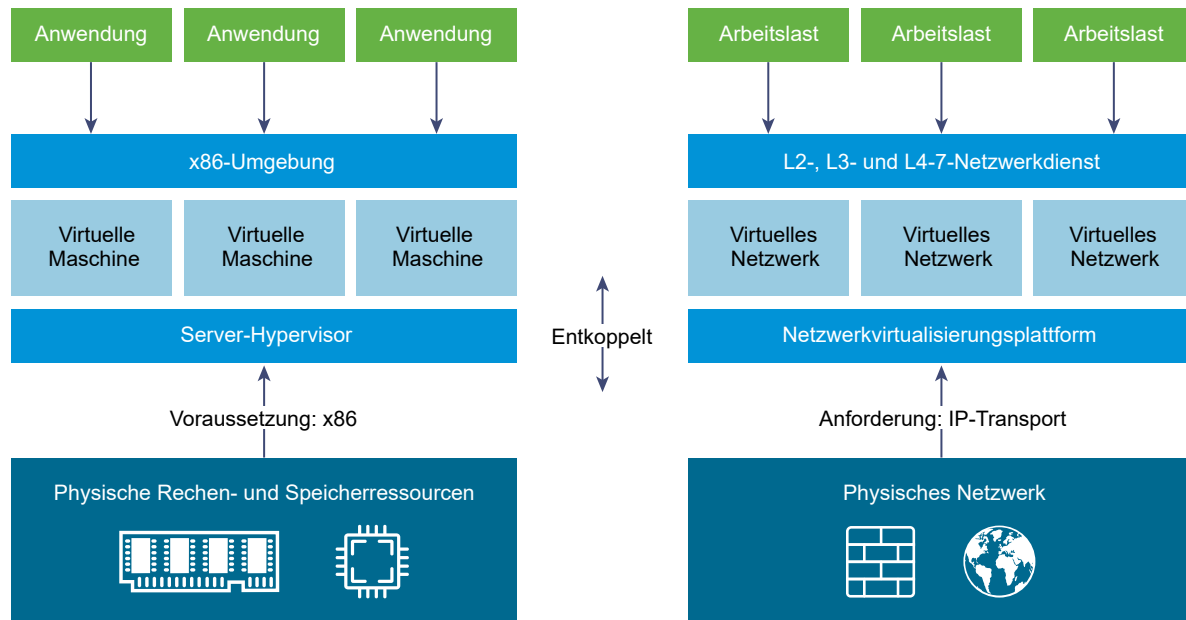 Anwendung
Anwendung
Anwendung
x86-Umgebung
Virtuelle
Maschine
Virtuelle
Maschine
Virtuelle
Maschine
Server-Hypervisor
Voraussetzung: x86
Physische Rechen- und Speicherressourcen
Entkoppelt
Arbeitslast
Arbeitslast
Arbeitslast
L2-, L3- und L4-7-Netzwerkdienst
Virtuelles
Netzwerk
Virtuelles
Netzwerk
Virtuelles
Netzwerk
Netzwerkvirtualisierungsplattform
Anforderung: IP-Transport
Physisches Netzwerk